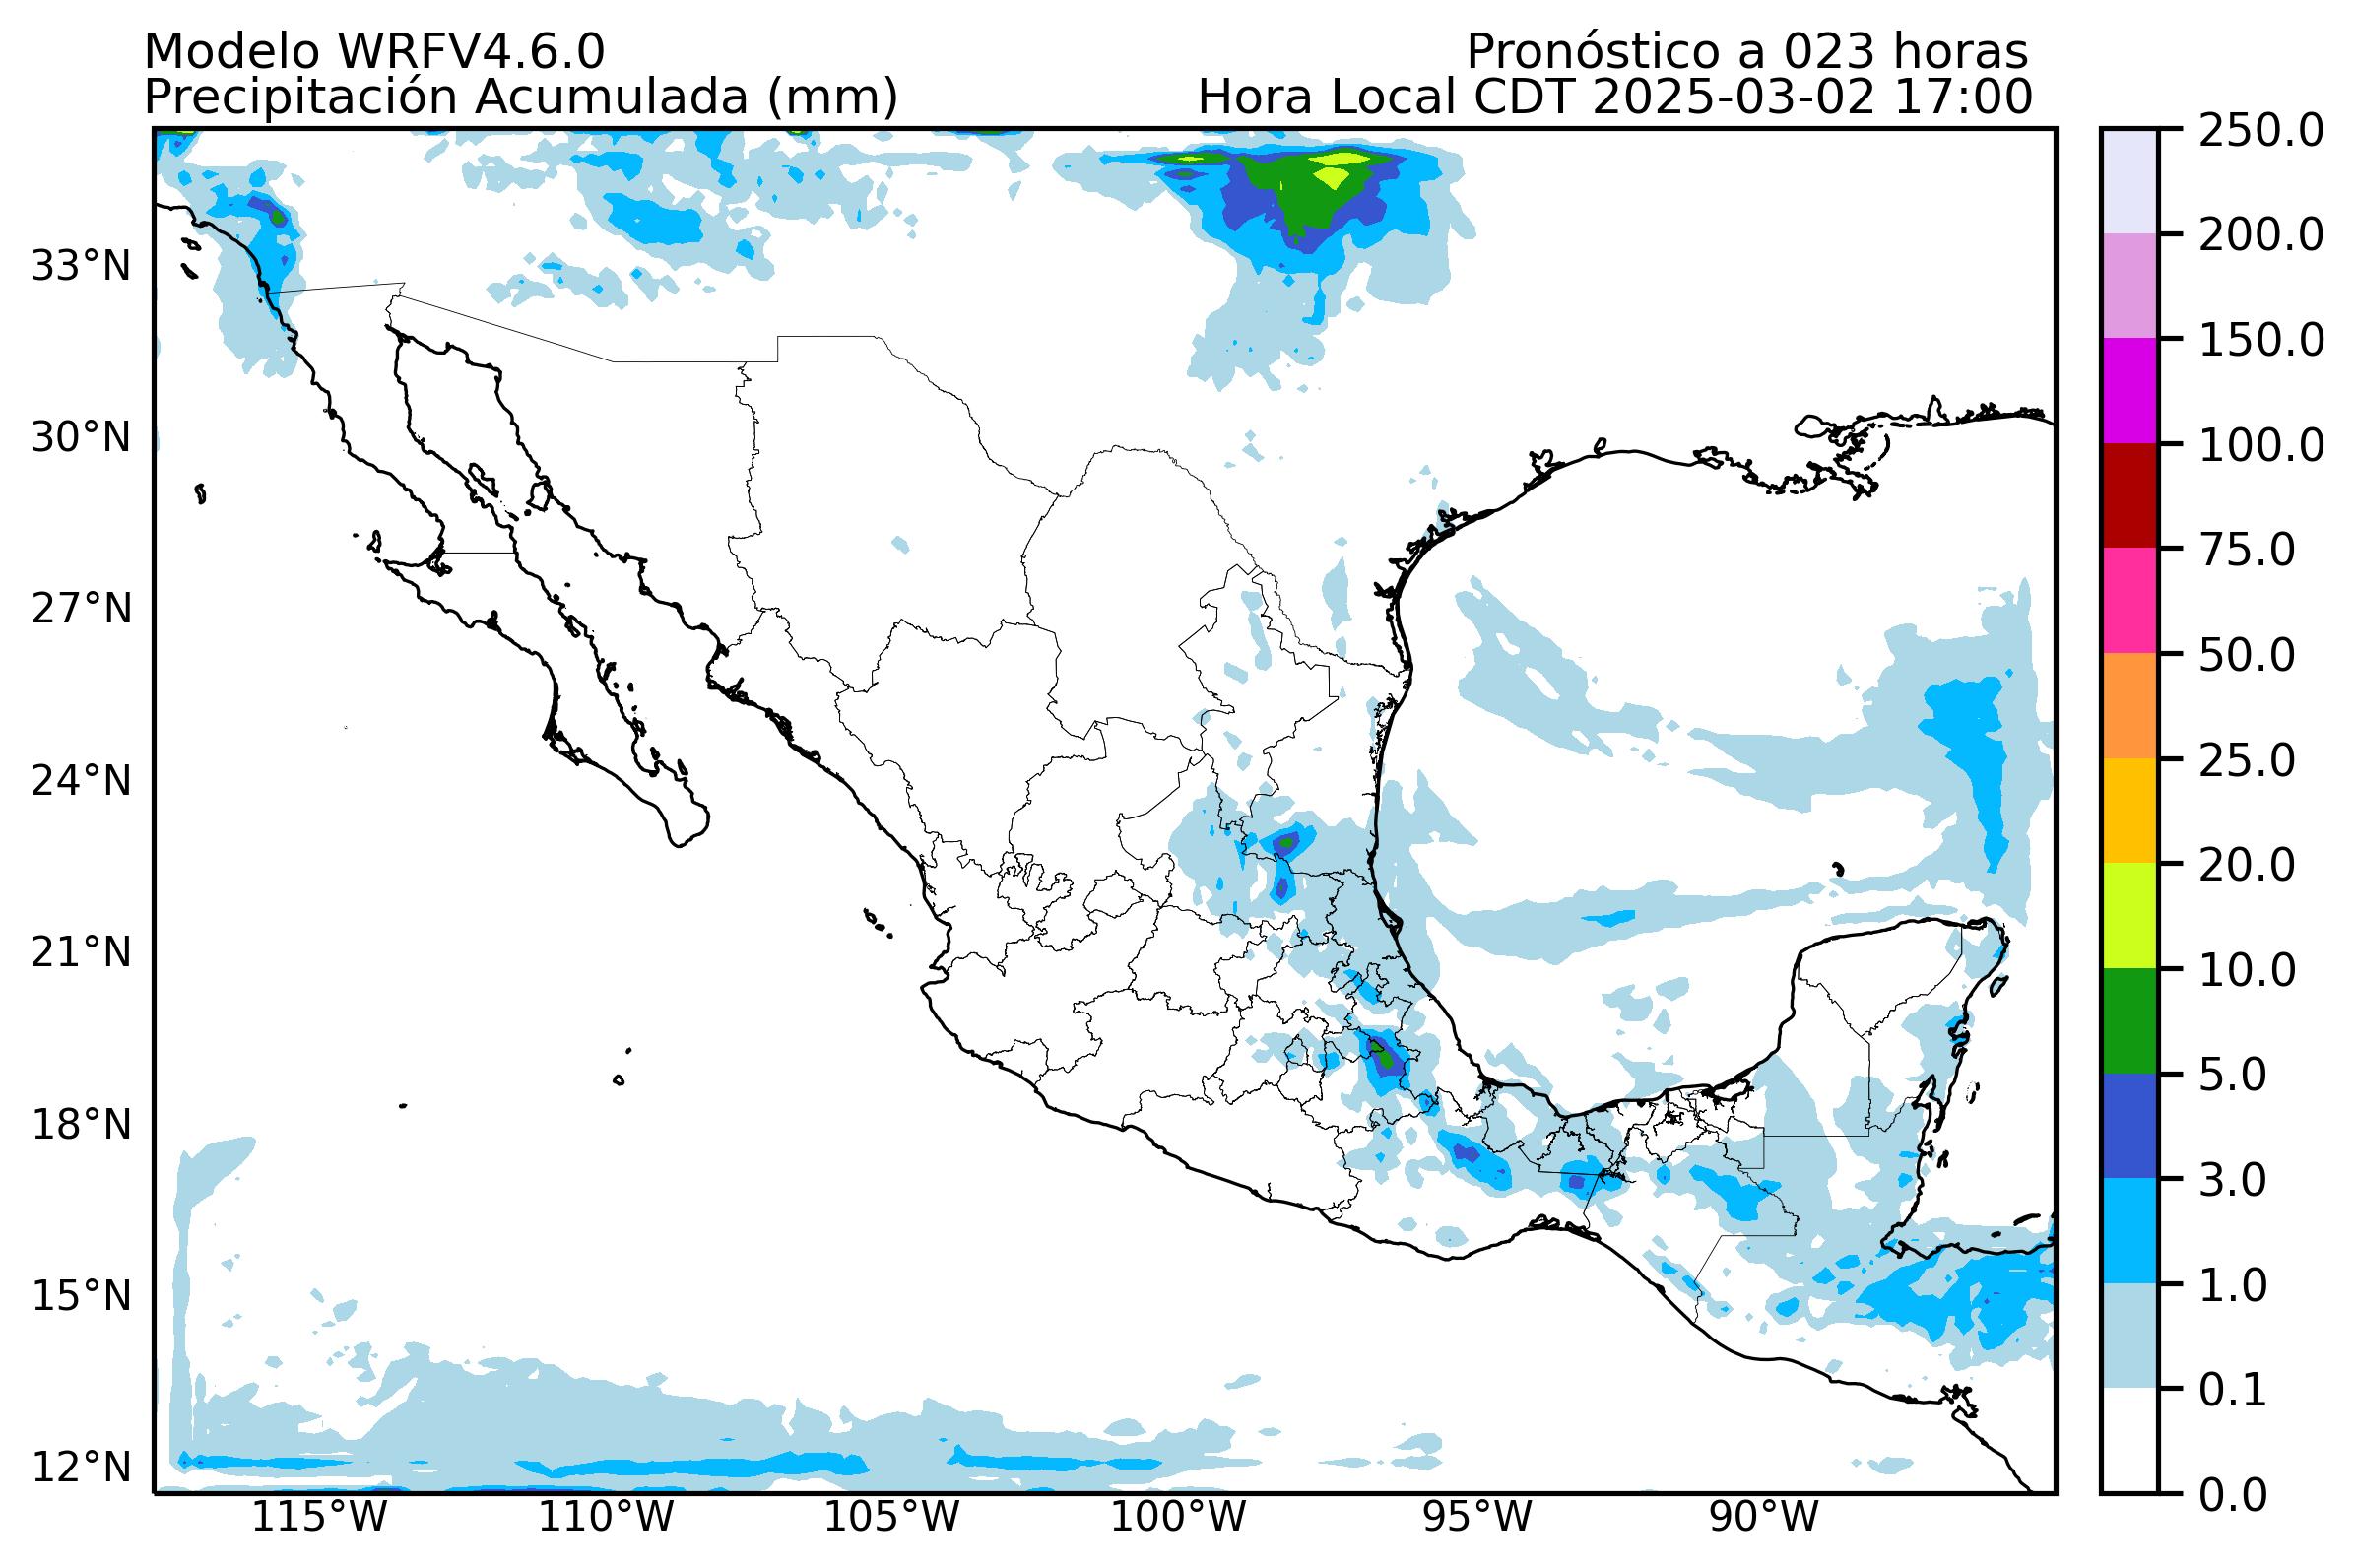 Modelo WRFV4.6.0
Pronóstico a 023 horas
Precipitación Acumulada (mm)
Hora Local CDT 2025-03-02 17:00
33°N
30°N
27°N
24°N
21°N
18°N
15°N
12°N
115°W
110°W
105°W
100°W
95°W
90°W
250.0
200.0
150.0
100.0
75.0
50.0
25.0
20.0
10.0
5.0
3.0
1.0
0.1
0.0